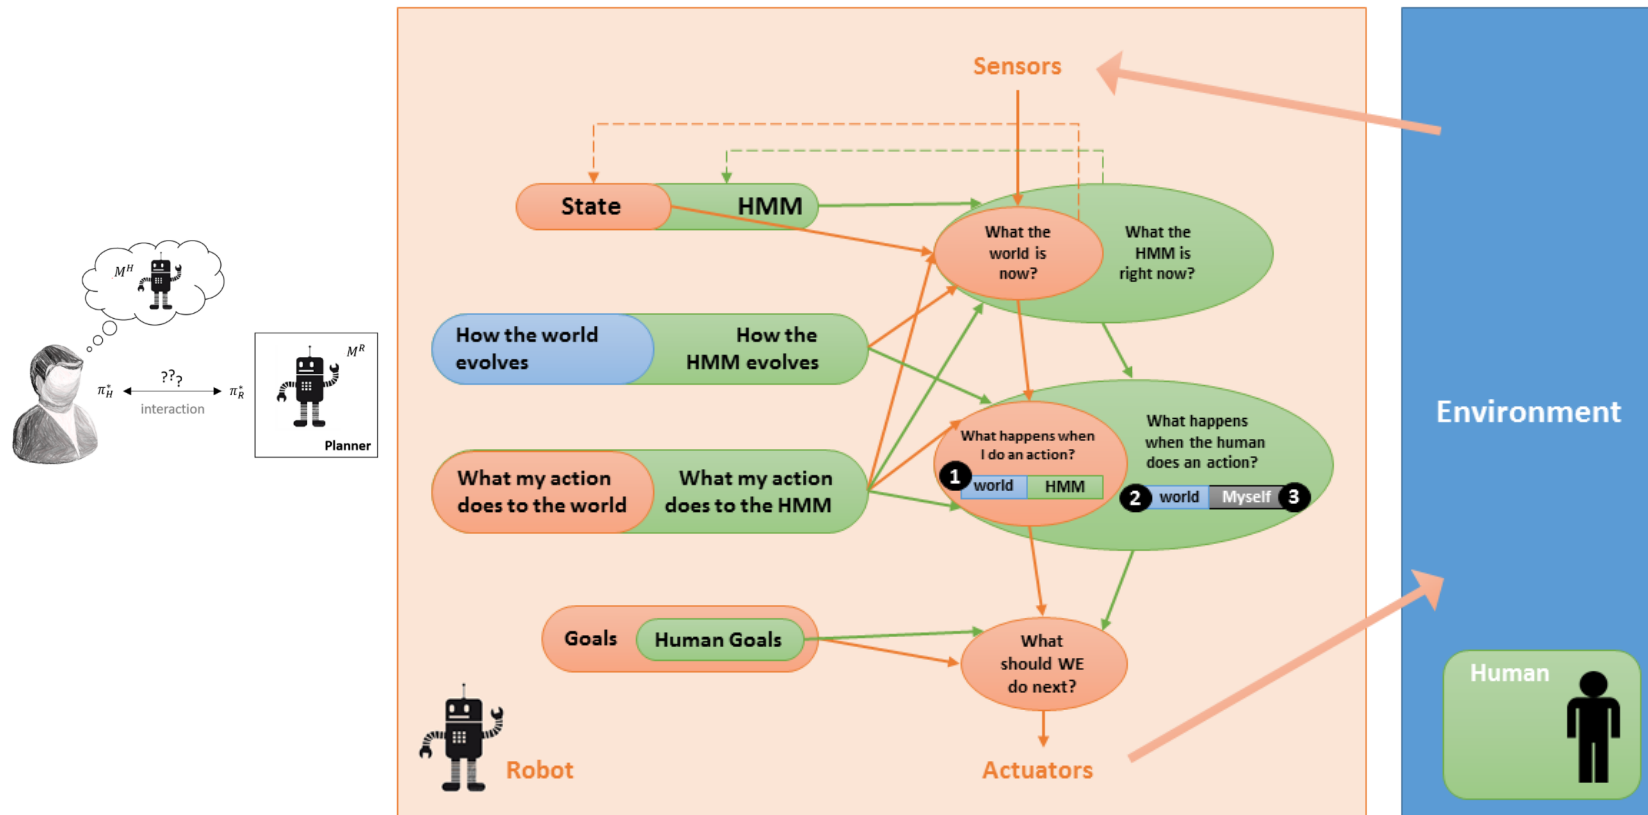 M^H
π*_H
???
interaction
π*_R
M^R
Planner
Sensors
State
HMM
What the
world is
now?
What the
HMM is
right now?
How the world
evolves
How the
HMM evolves
What my action
does to the world
What my action
does to the HMM
What happens when
I do an action?
1
world
HMM
What happens
when the human
does an action?
2
world
Myself
3
Goals
Human Goals
What
should WE
do next?
Robot
Actuators
Environment
Human